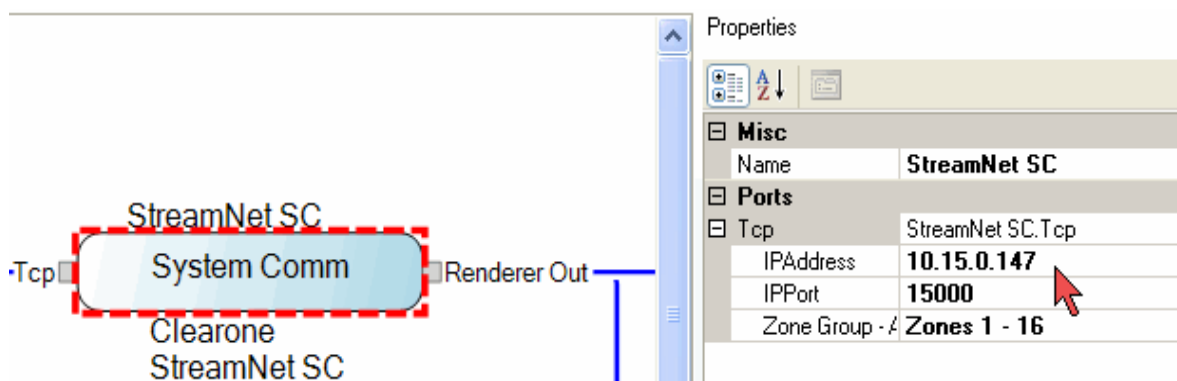 StreamNet SC
Tcp
System Comm
Renderer Out
Clearone
StreamNet SC
Properties
A
Z
Misc
Name StreamNet SC
Ports
Tcp StreamNet SC.Tcp
IPAddress 10.15.0.147
IPPort 15000
Zone Group - Zones 1 - 16